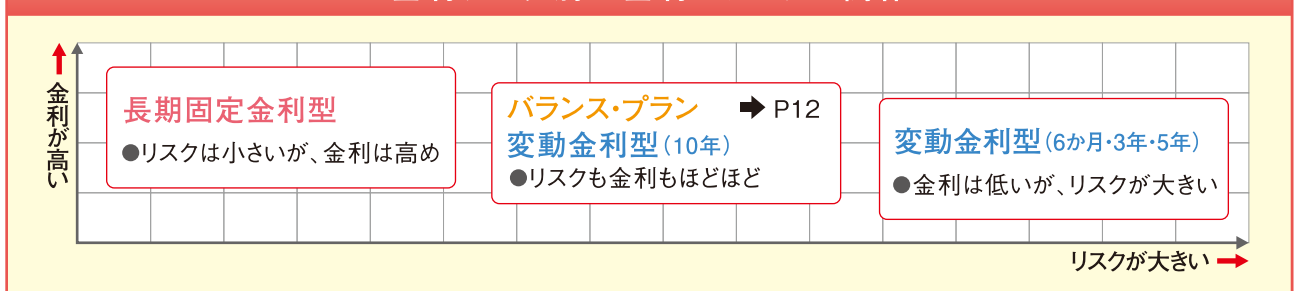 金利が高い
長期固定金利型
●リスクは小さいが、金利は高め
バランス・プラン ➡ P12
変動金利型(10年)
●リスクも金利もほどほど
変動金利型(6か月・3年・5年)
●金利は低いが、リスクが大きい
リスクが大きい